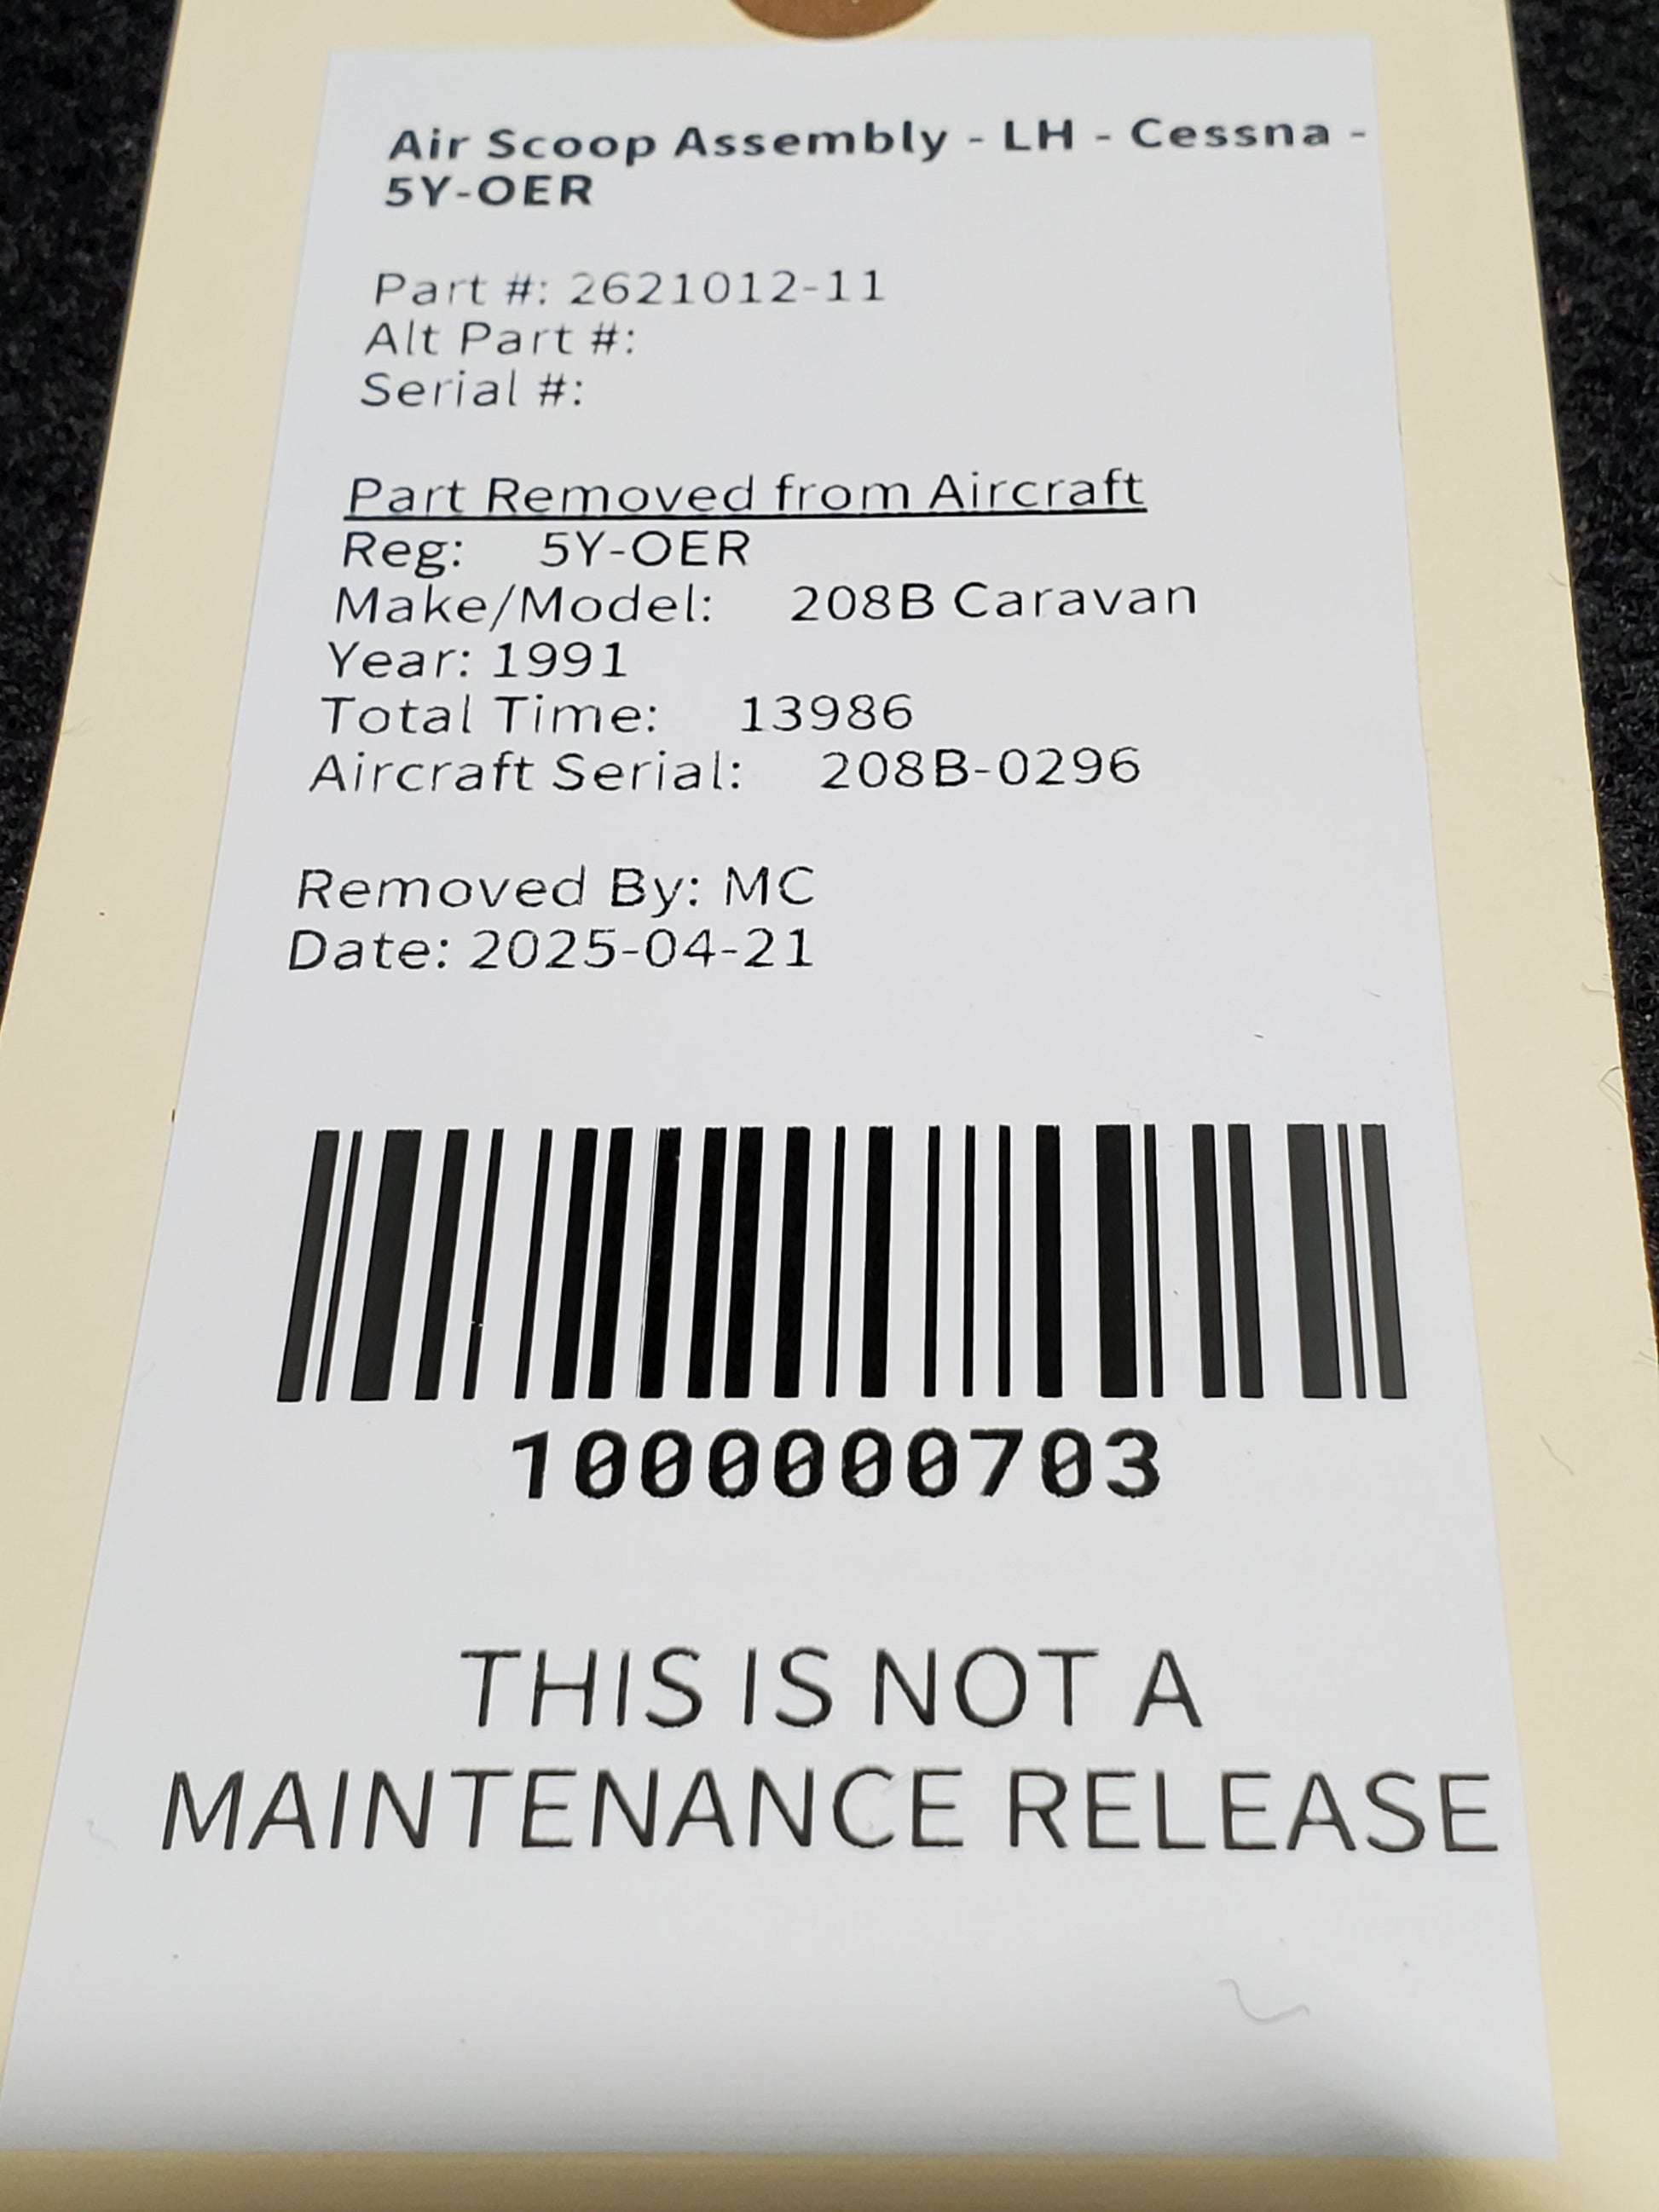 Air Scoop Assembly - LH - Cessna -
5Y-OER
Part #: 2621012-11
Alt Part #:
Serial #:
Part Removed from Aircraft
Reg: 5Y-OER
Make/Model: 208B Caravan
Year: 1991
Total Time: 13986
Aircraft Serial: 208B-0296
Removed By: MC
Date: 2025-04-21
1000000703
THIS IS NOT A
MAINTENANCE RELEASE